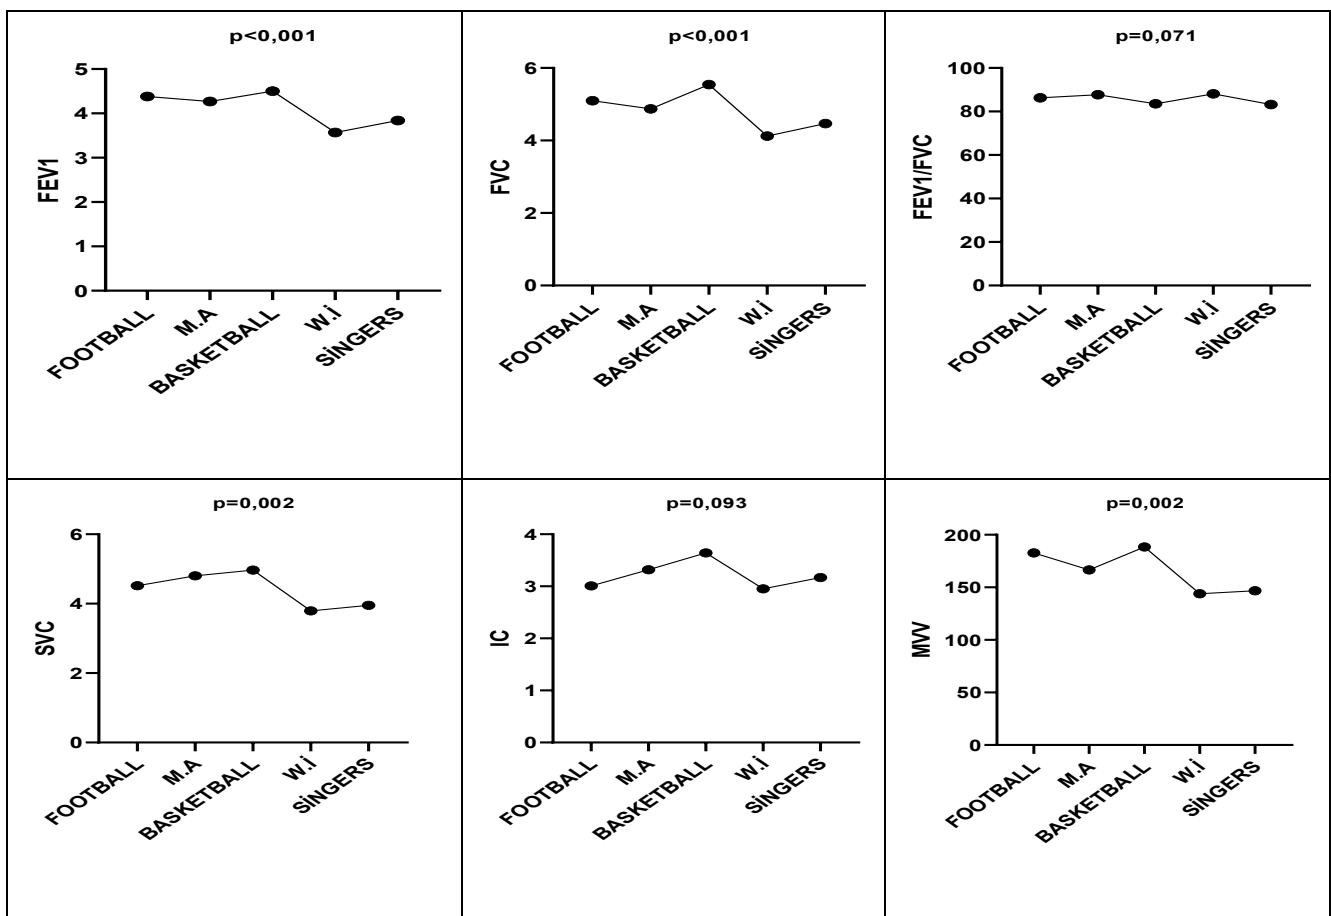 p<0,001
FEV1
5
4
3
2
1
0
FOOTBALL
M.A
BASKETBALL
W.İ
SİNGERS
p<0,001
FVC
6
4
2
0
FOOTBALL
M.A
BASKETBALL
W.İ
SİNGERS
p=0,071
FEV1/FVC
100
80
60
40
20
0
FOOTBALL
M.A
BASKETBALL
W.İ
SİNGERS
p=0,002
SVC
6
4
2
0
FOOTBALL
M.A
BASKETBALL
W.İ
SİNGERS
p=0,093
IC
4
3
2
1
0
FOOTBALL
M.A
BASKETBALL
W.İ
SİNGERS
p=0,002
MVV
200
150
100
50
0
FOOTBALL
M.A
BASKETBALL
W.İ
SİNGERS